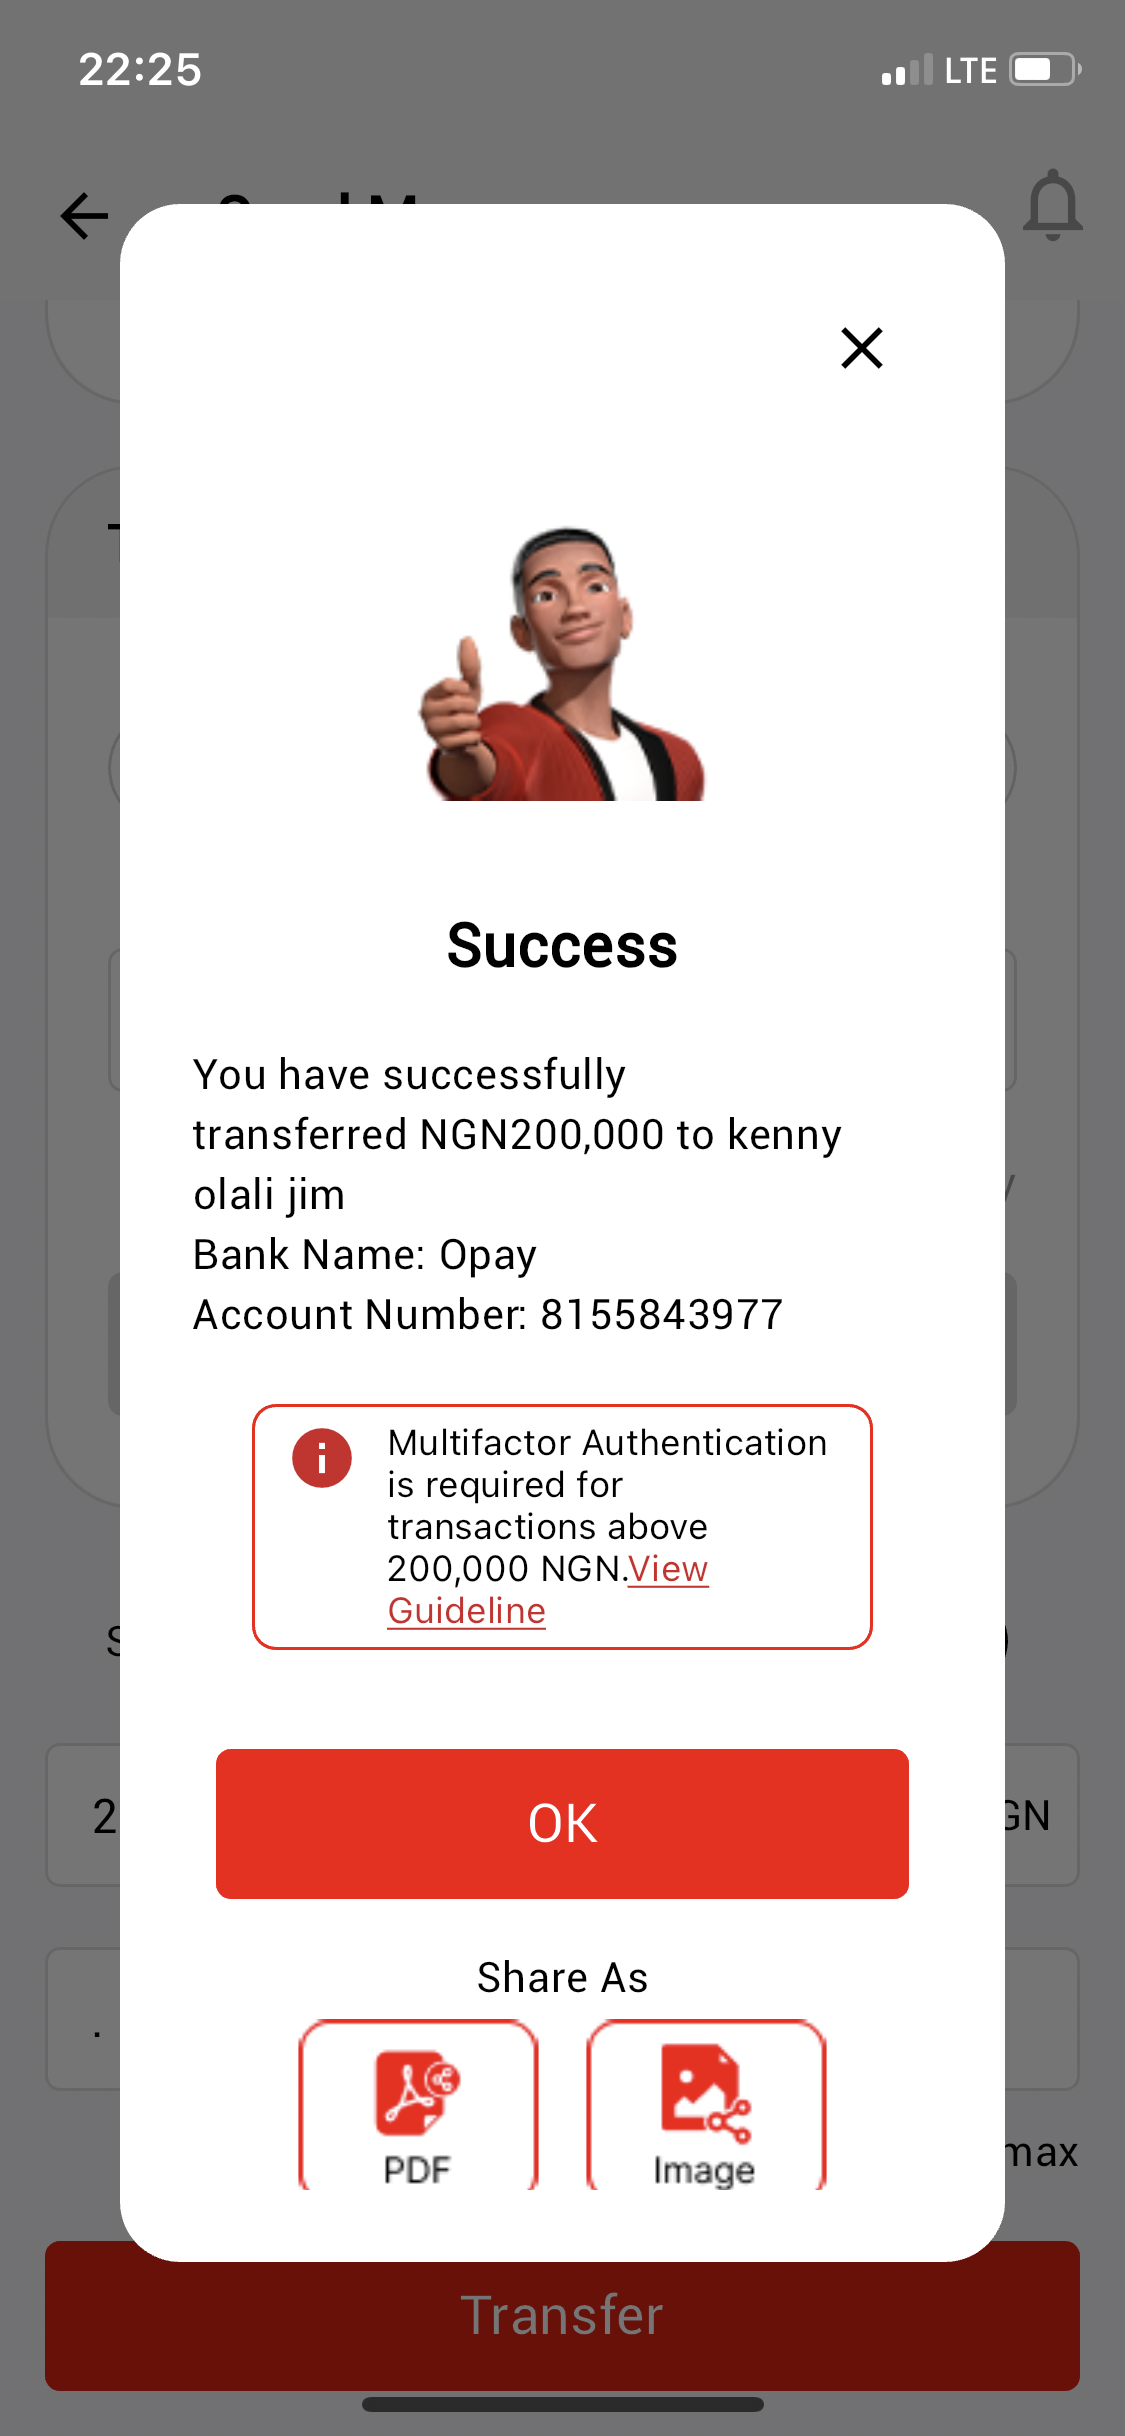 22:25
LTE
Success
You have successfully
transferred NGN200,000 to kenny
olali jim
Bank Name: Opay
Account Number: 8155843977
Multifactor Authentication
is required for
transactions above
200,000 NGN.View
Guideline
OK
Share As
PDF
Image
max
Transfer